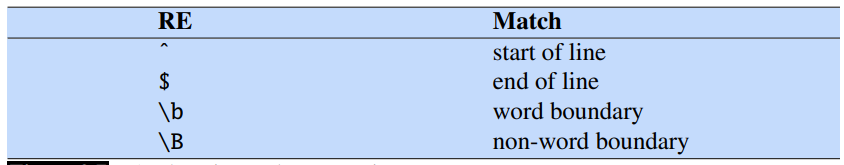 RE Match
^ start of line
$ end of line
\b word boundary
\B non-word boundary